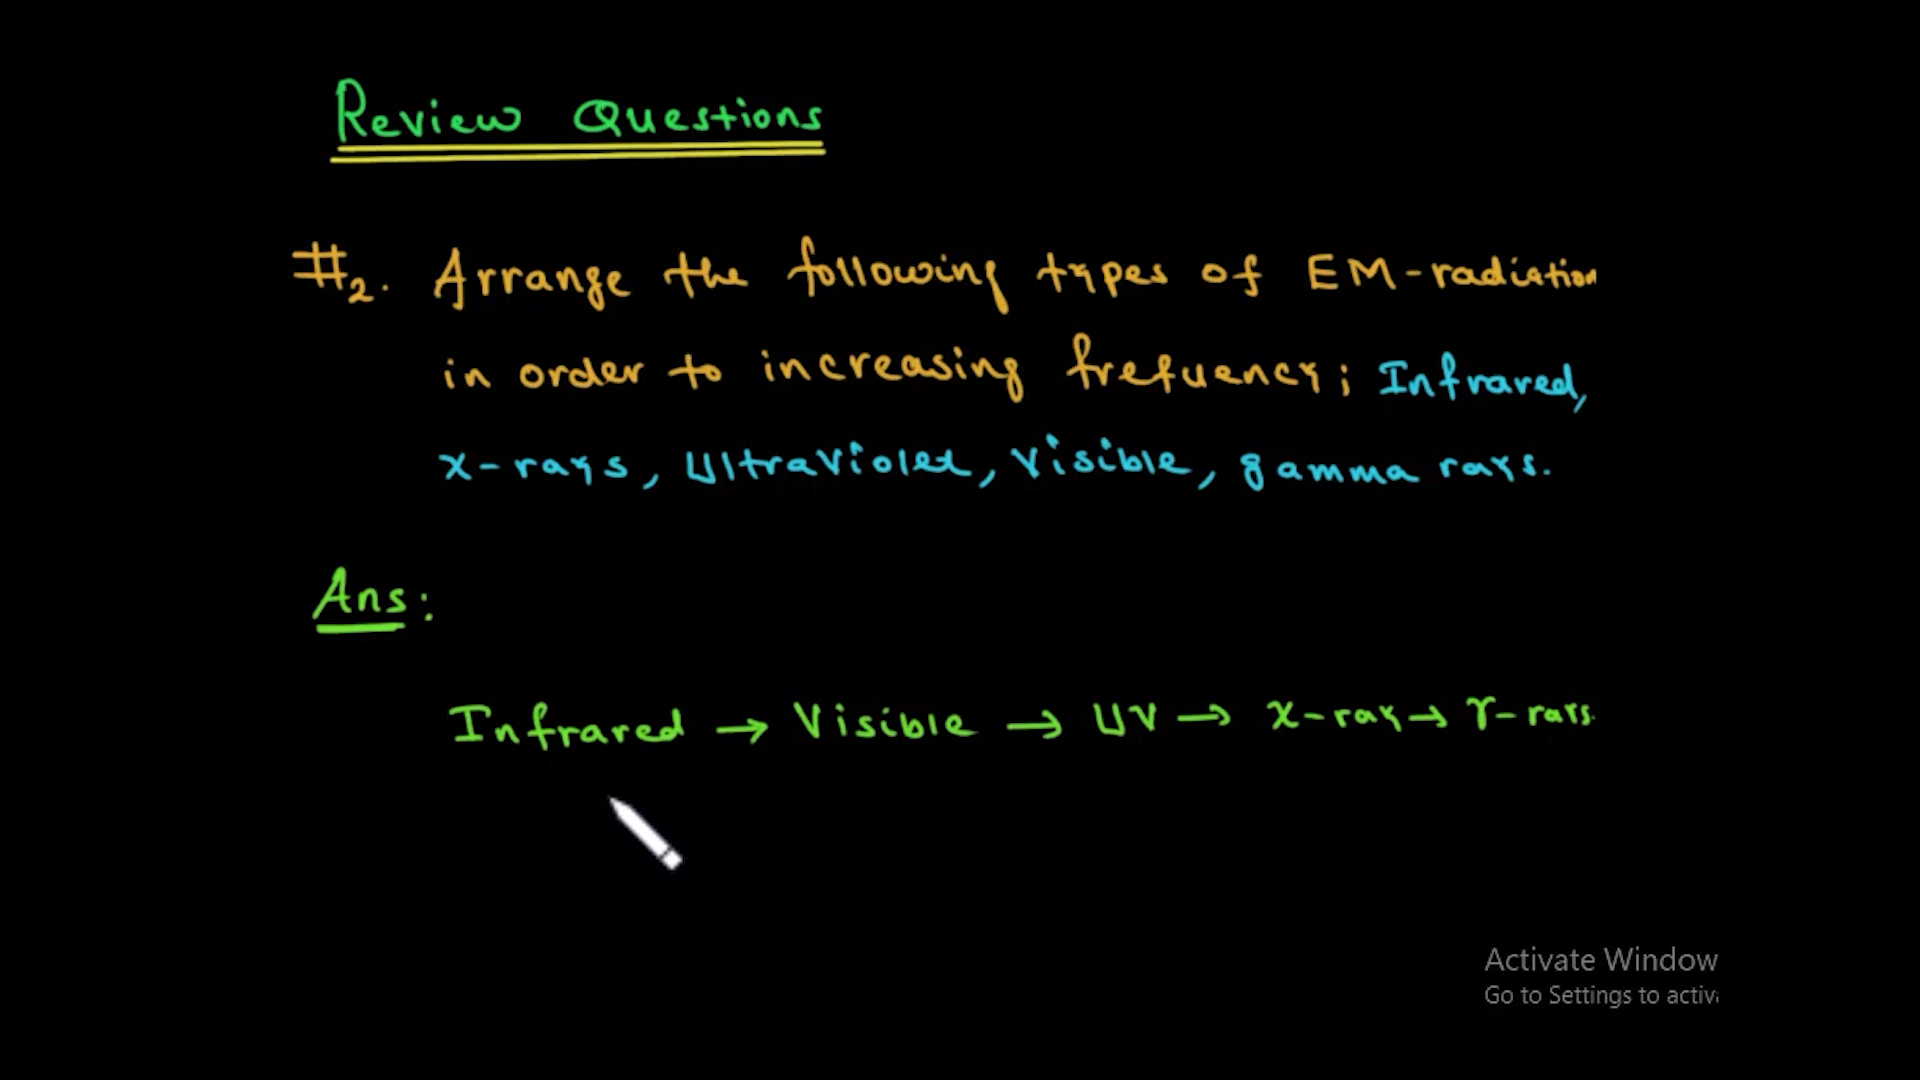 Review Questions
#2. Arrange the following types of EM-radiation
in order to increasing frequency; Infrared,
x-rays, Ultraviolet, Visible, gamma rays.
Ans:
Infrared → Visible → UV → x-ray → γ-rays.
Activate Window
Go to Settings to activ